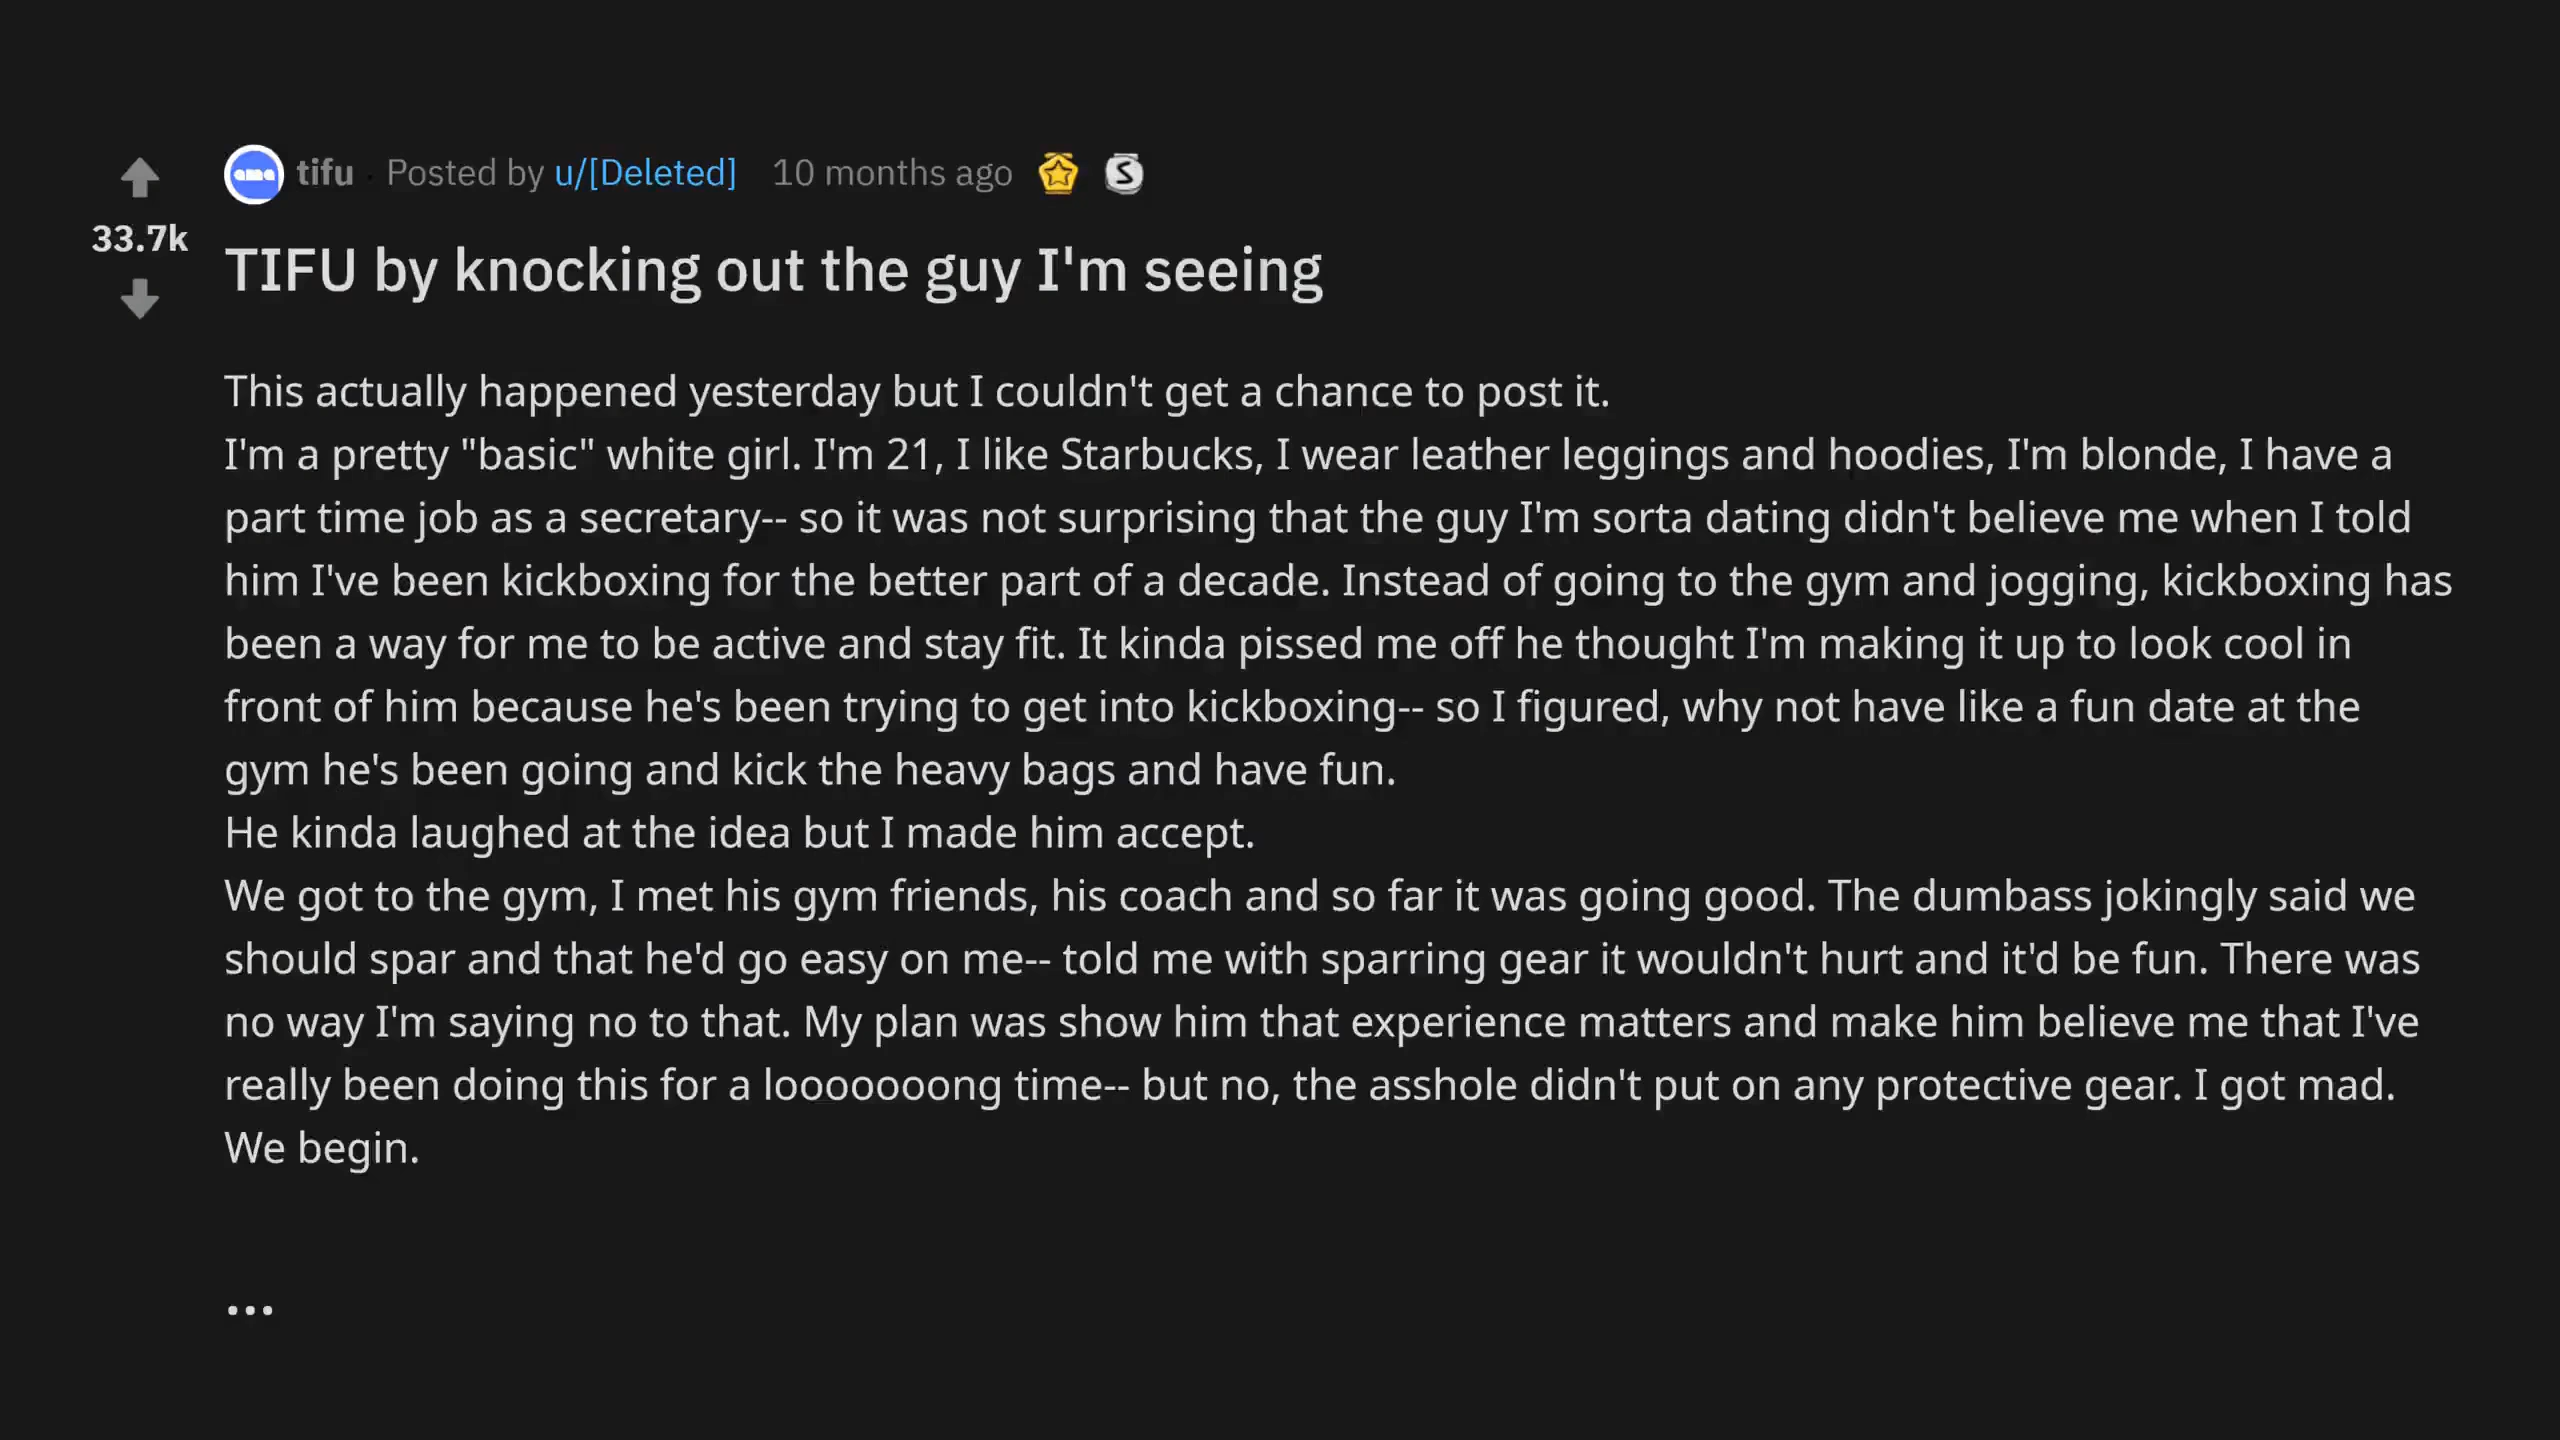 tifu · Posted by u/[Deleted] 10 months ago
33.7k
TIFU by knocking out the guy I'm seeing
This actually happened yesterday but I couldn't get a chance to post it.
I'm a pretty "basic" white girl. I'm 21, I like Starbucks, I wear leather leggings and hoodies, I'm blonde, I have a
part time job as a secretary-- so it was not surprising that the guy I'm sorta dating didn't believe me when I told
him I've been kickboxing for the better part of a decade. Instead of going to the gym and jogging, kickboxing has
been a way for me to be active and stay fit. It kinda pissed me off he thought I'm making it up to look cool in
front of him because he's been trying to get into kickboxing-- so I figured, why not have like a fun date at the
gym he's been going and kick the heavy bags and have fun.
He kinda laughed at the idea but I made him accept.
We got to the gym, I met his gym friends, his coach and so far it was going good. The dumbass jokingly said we
should spar and that he'd go easy on me-- told me with sparring gear it wouldn't hurt and it'd be fun. There was
no way I'm saying no to that. My plan was show him that experience matters and make him believe me that I've
really been doing this for a looooooong time-- but no, the asshole didn't put on any protective gear. I got mad.
We begin.
...